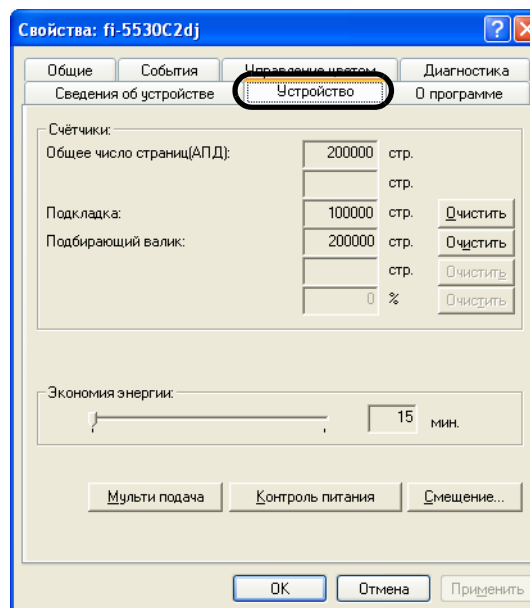 Свойства: fi-5530C2dj
Общие События Управление цветом Диагностика
Сведения об устройстве Устройство О программе
Счётчики:
Общее число страниц(АПД): 200000 стр.
стр.
Подкладка: 100000 стр. Очистить
Подбирающий валик: 200000 стр. Очистить
стр. Очистить
0 % Очистить
Экономия энергии:
15 мин.
Мульти подача Контроль питания Смещение...
OK Отмена Применить